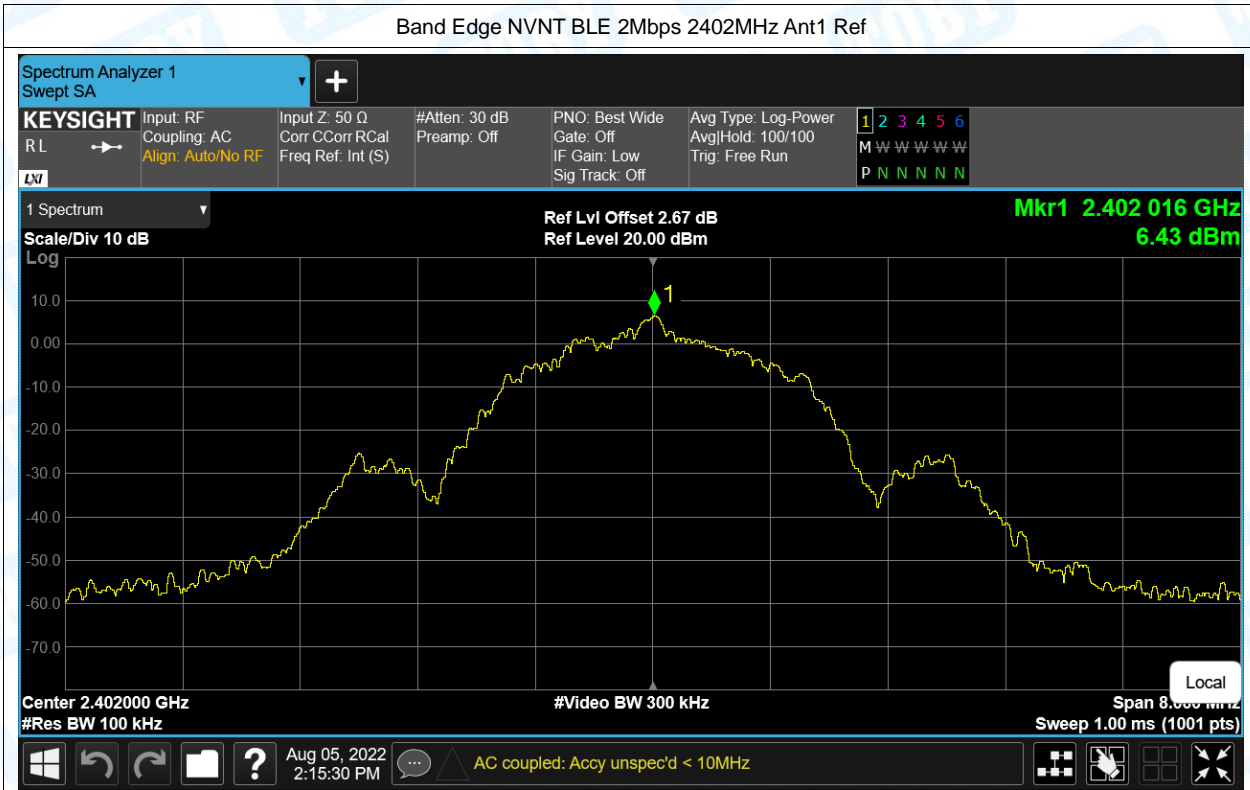 Band Edge NVNT BLE 2Mbps 2402MHz Ant1 Ref
Spectrum Analyzer 1
Swept SA
KEYSIGHT
R L
LXI
Input: RF
Coupling: AC
Align: Auto/No RF
Input Z: 50 Ω
Corr CCorr RCal
Freq Ref: Int (S)
#Atten: 30 dB
Preamp: Off
PNO: Best Wide
Gate: Off
IF Gain: Low
Sig Track: Off
Avg Type: Log-Power
Avg|Hold: 100/100
Trig: Free Run
1 2 3 4 5 6
M W W W W W
P N N N N N
1 Spectrum
Scale/Div 10 dB
Ref Lvl Offset 2.67 dB
Ref Level 20.00 dBm
Mkr1 2.402 016 GHz
6.43 dBm
Log
1
10.0
0.00
-10.0
-20.0
-30.0
-40.0
-50.0
-60.0
-70.0
Local
Center 2.402000 GHz
#Res BW 100 kHz
#Video BW 300 kHz
Span 8.000 MHz
Sweep 1.00 ms (1001 pts)
?
Aug 05, 2022
2:15:30 PM
AC coupled: Accy unspec'd < 10MHz